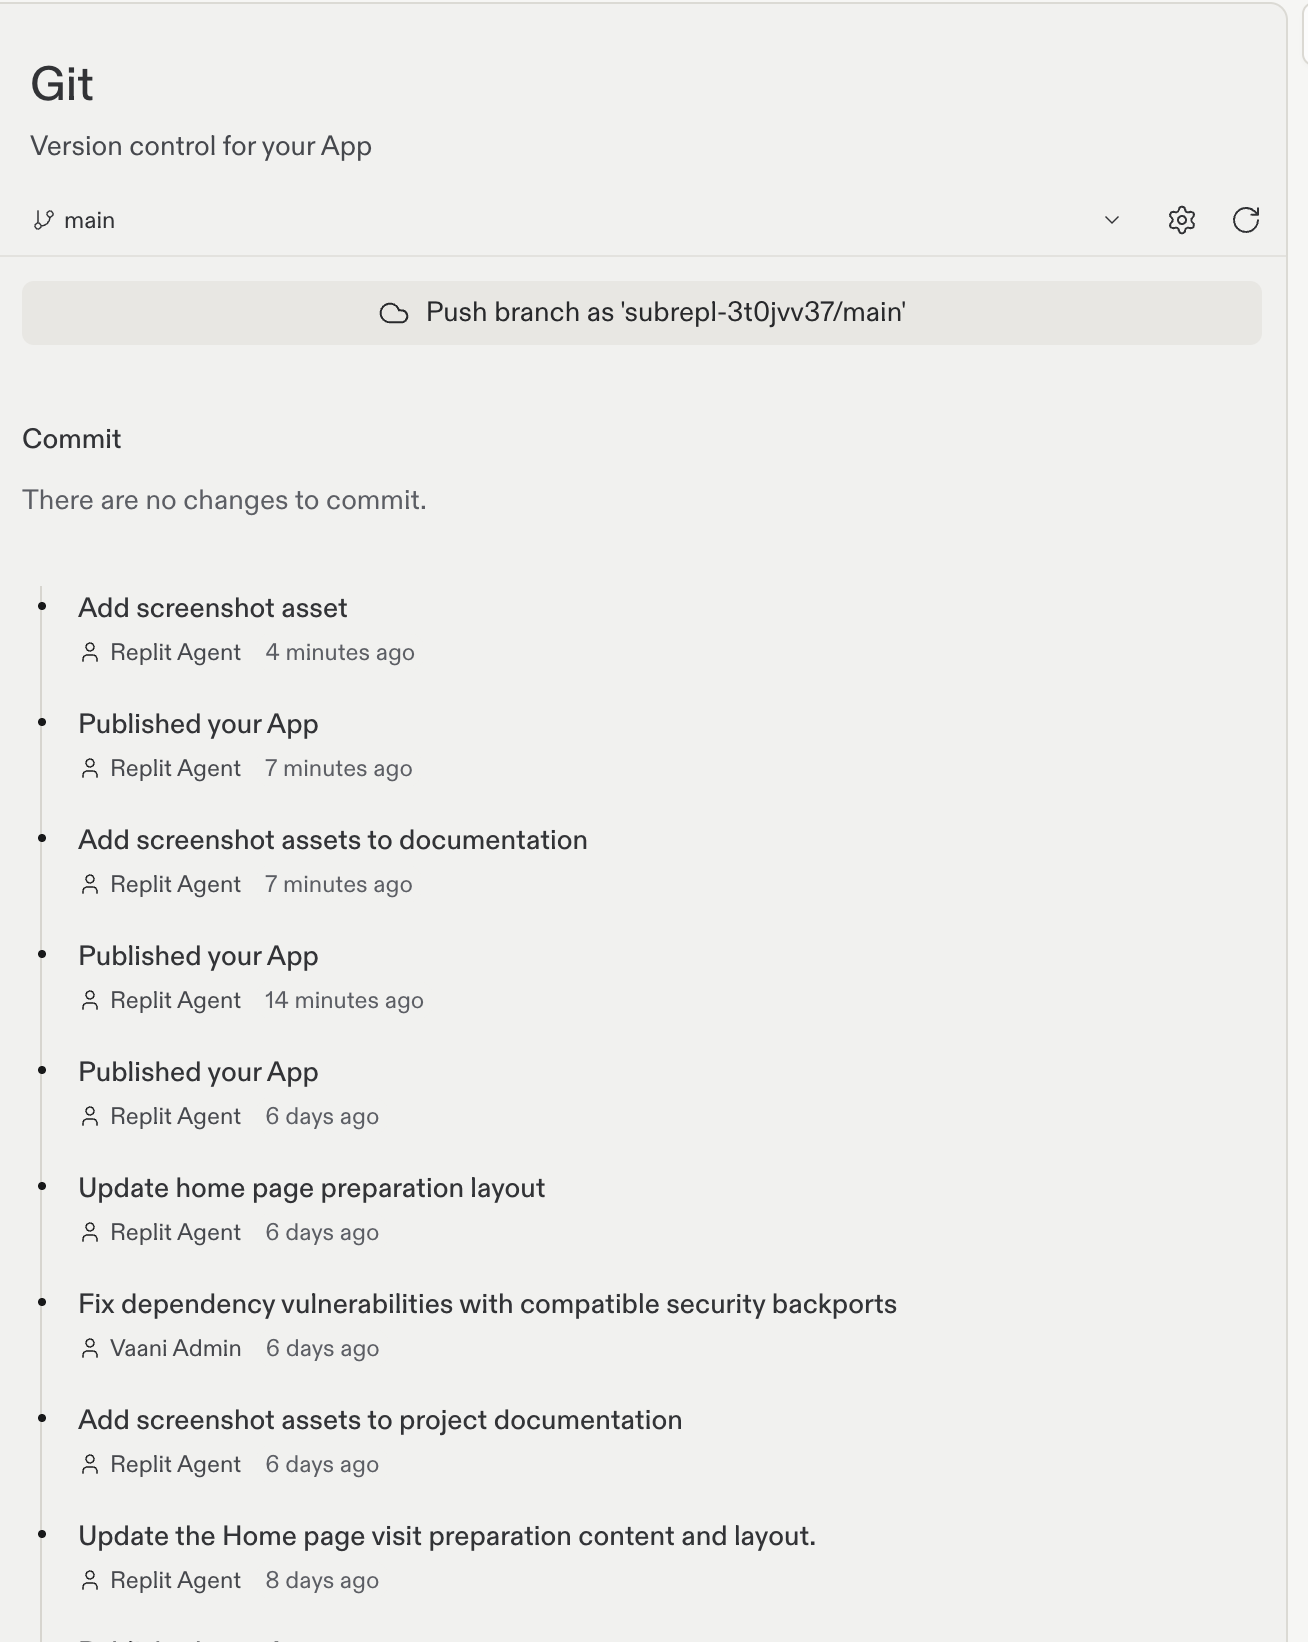 Git
Version control for your App
main
Push branch as 'subrepl-3t0jvv37/main'
Commit
There are no changes to commit.
Add screenshot asset
Replit Agent 4 minutes ago
Published your App
Replit Agent 7 minutes ago
Add screenshot assets to documentation
Replit Agent 7 minutes ago
Published your App
Replit Agent 14 minutes ago
Published your App
Replit Agent 6 days ago
Update home page preparation layout
Replit Agent 6 days ago
Fix dependency vulnerabilities with compatible security backports
Vaani Admin 6 days ago
Add screenshot assets to project documentation
Replit Agent 6 days ago
Update the Home page visit preparation content and layout.
Replit Agent 8 days ago